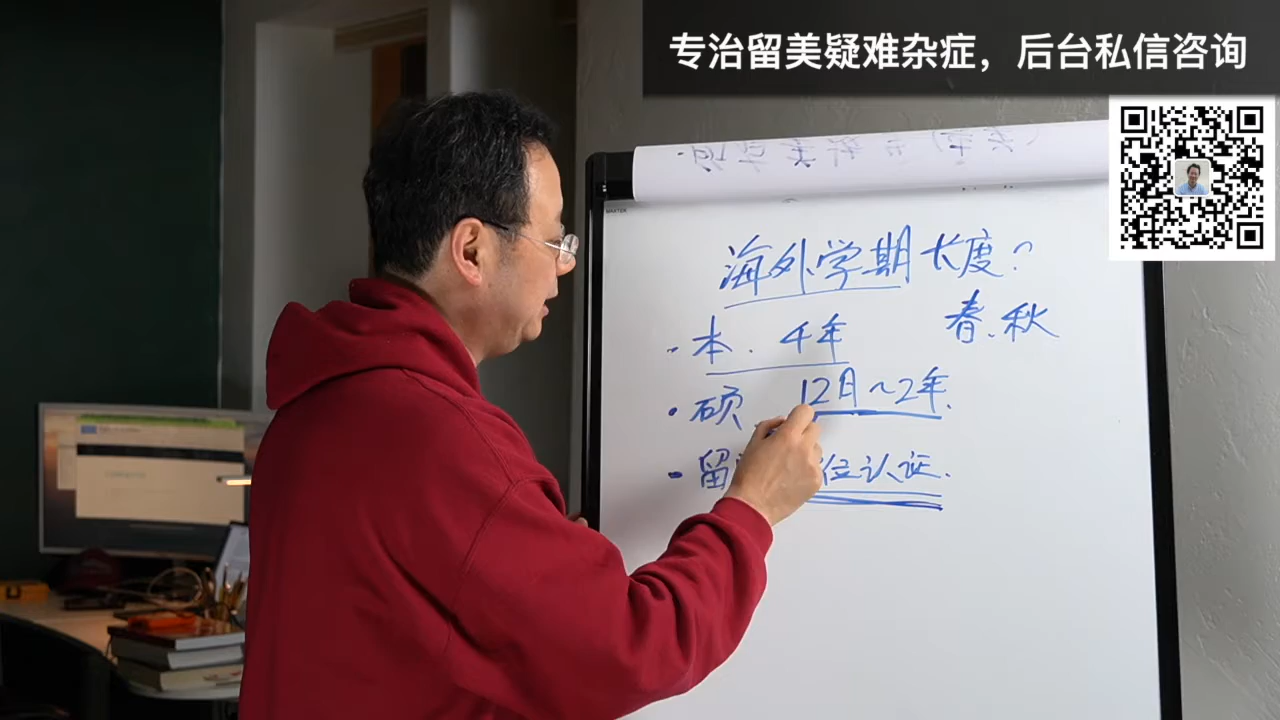 专治留美疑难杂症，后台私信咨询
海外学期长度?
春.秋
·本. 4年
·硕 12月~2年.
·留 位认证.